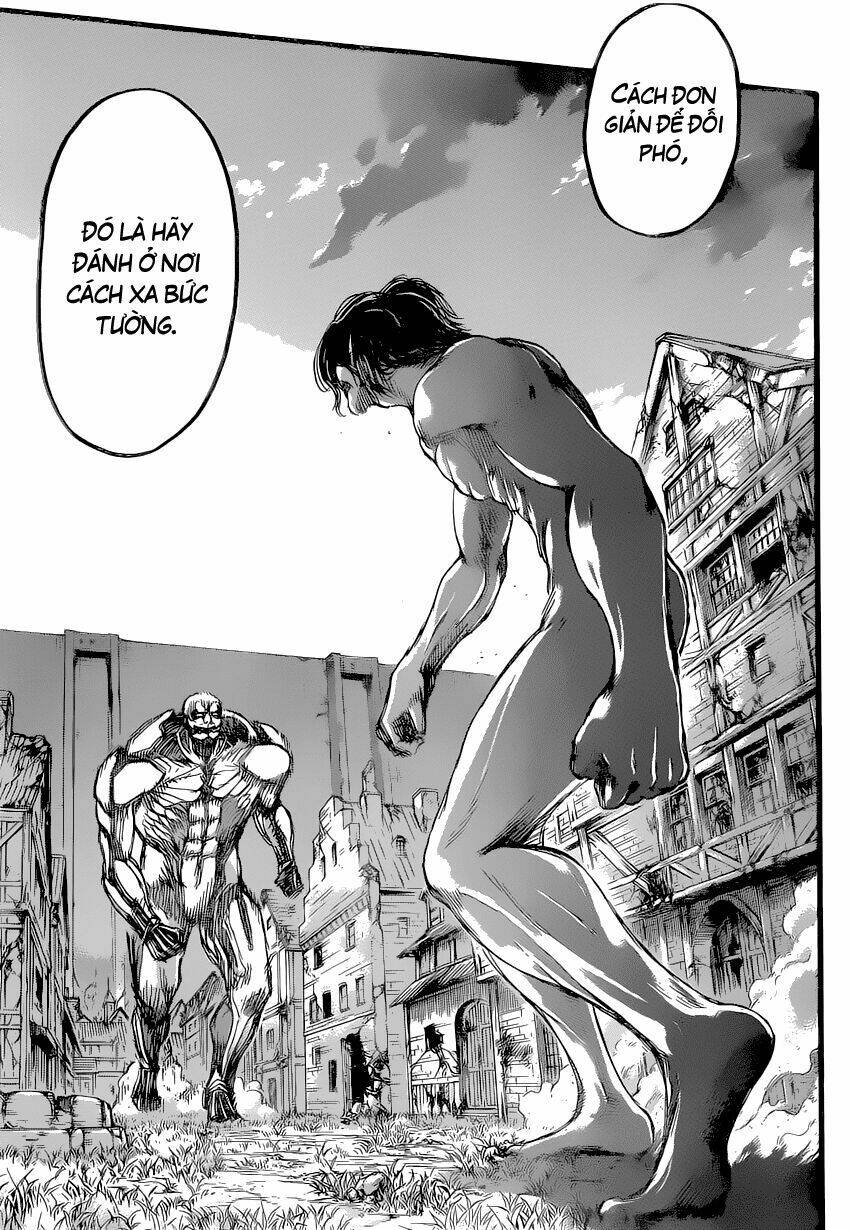 CÁCH ĐƠN
GIẢN ĐỂ ĐỐI
PHÓ,
ĐÓ LÀ HÃY
ĐÁNH Ở NƠI
CÁCH XA BỨC
TƯỜNG.